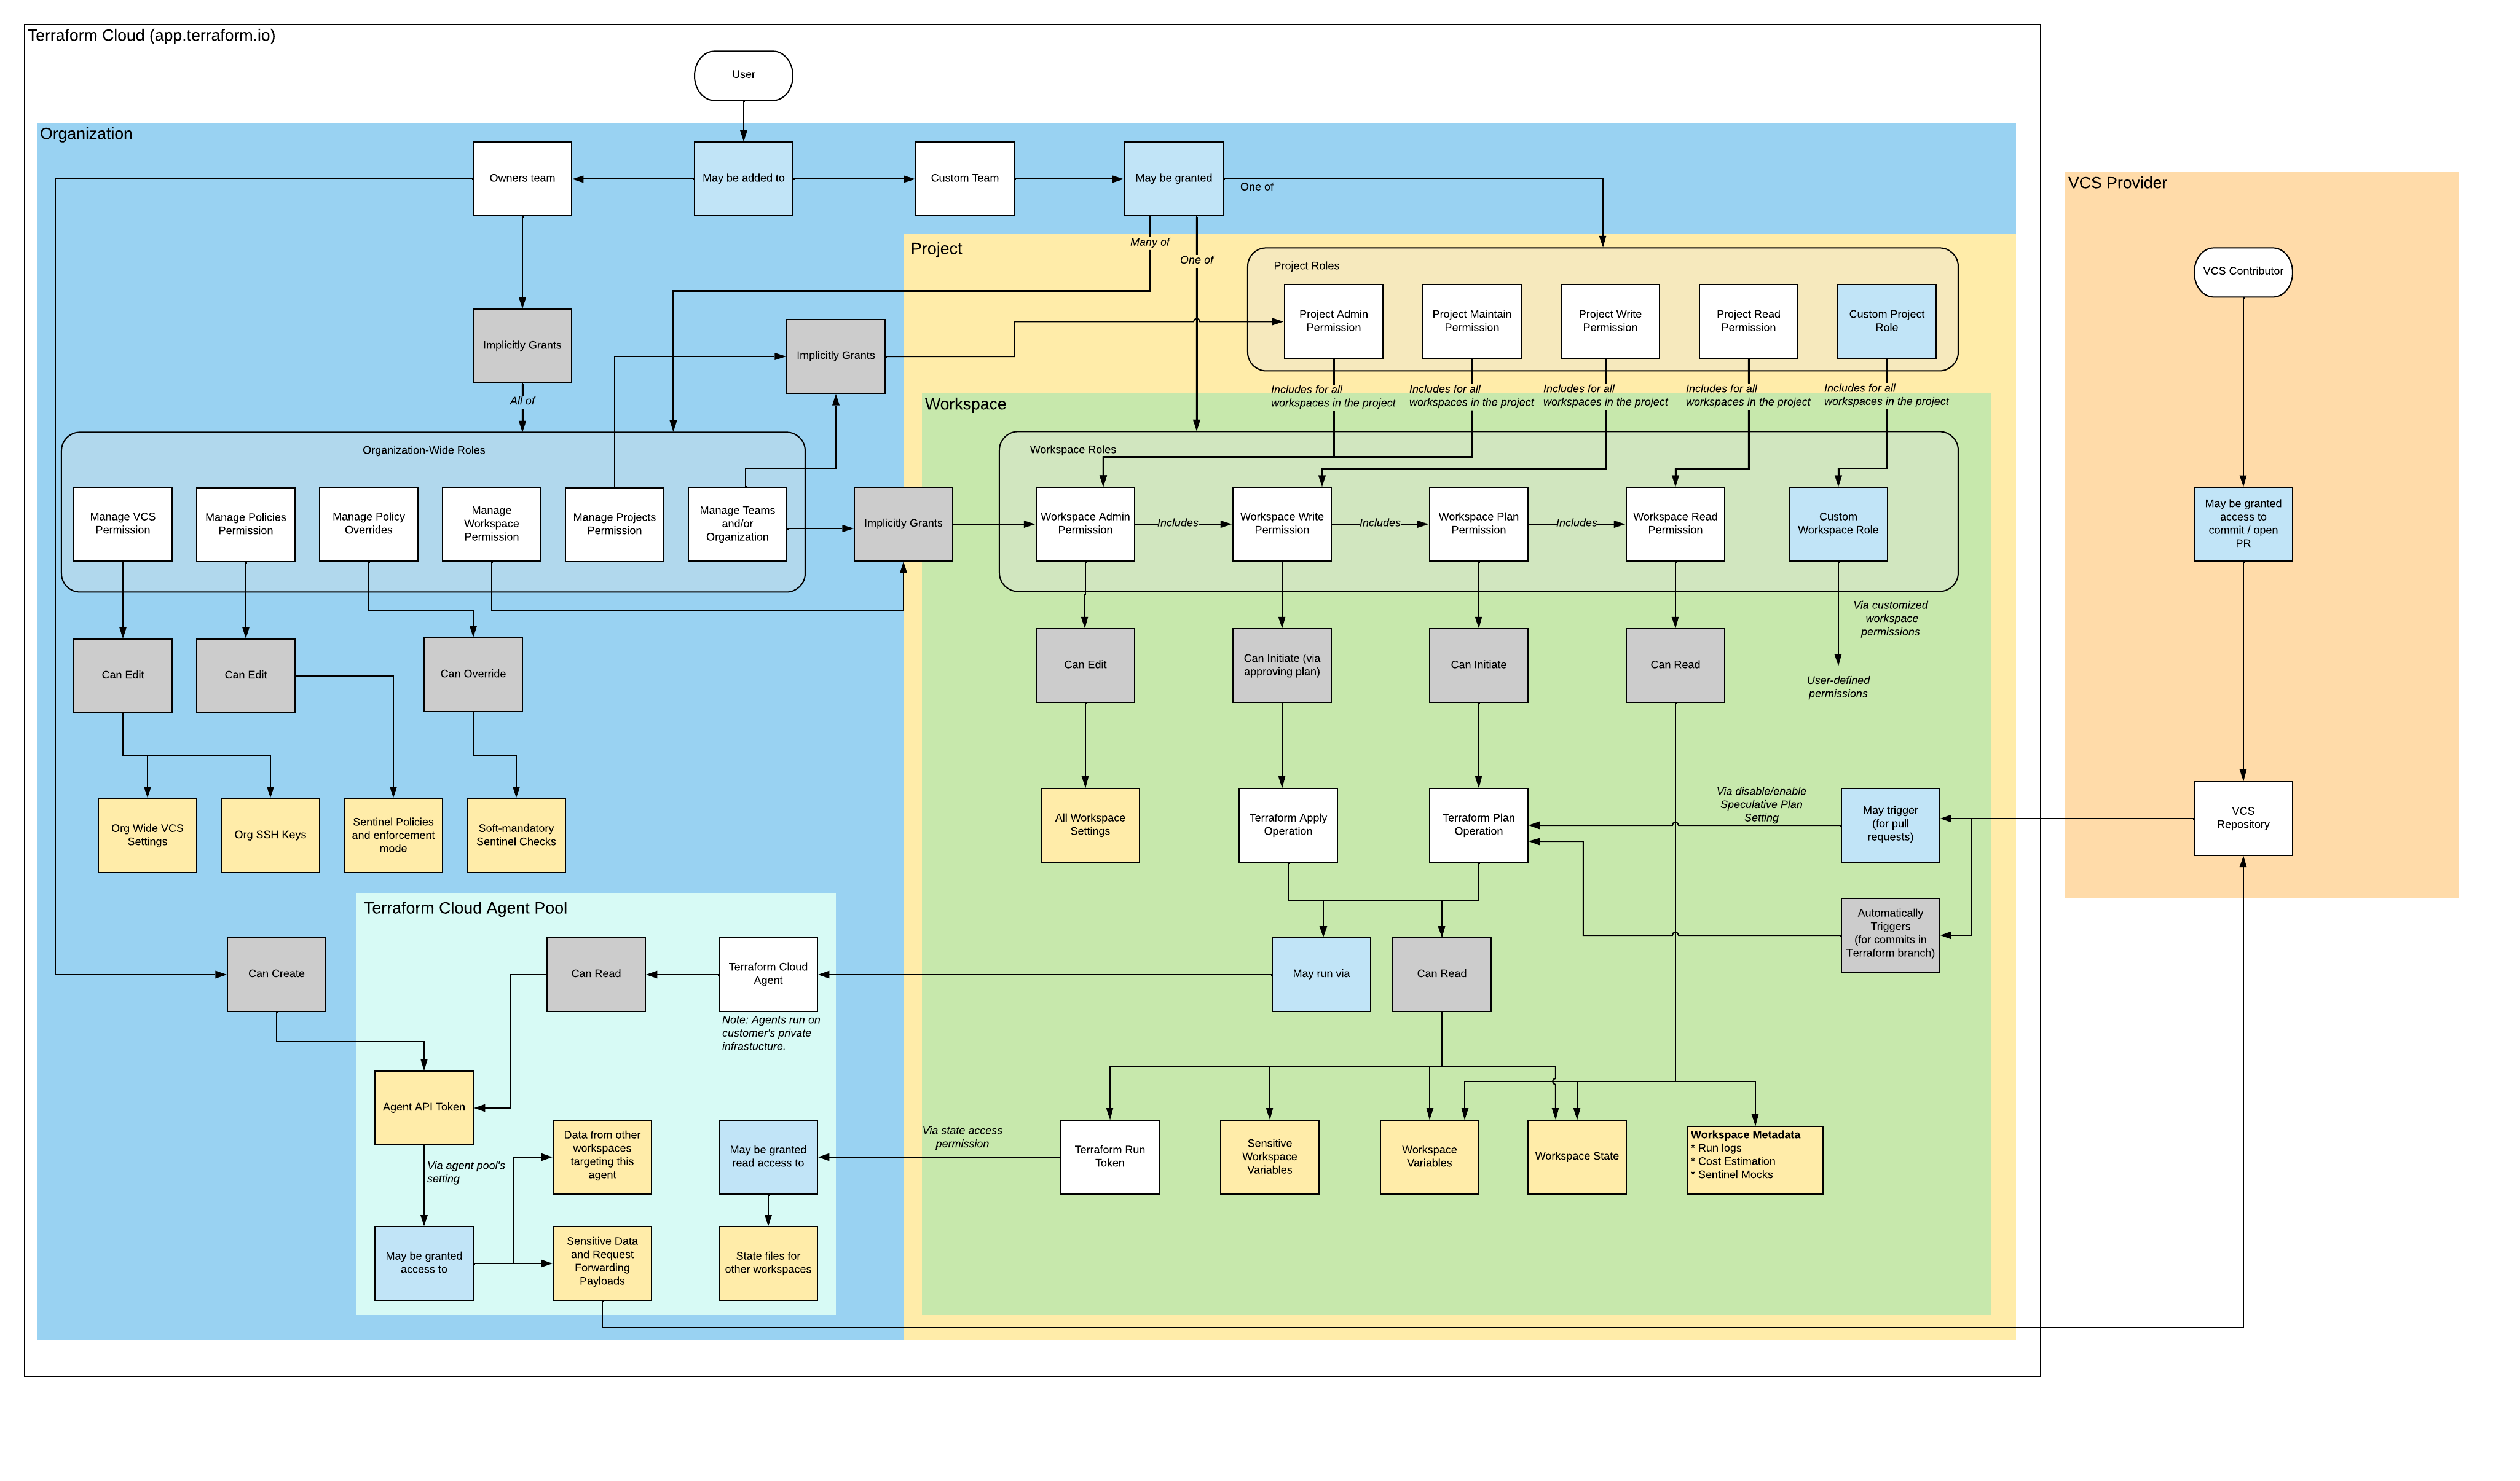 Terraform Cloud (app.terraform.io)
User
Organization
Owners team
May be added to
Custom Team
May be granted
One of
VCS Provider
Many of
One of
Project
Project Roles
VCS Contributor
Implicitly Grants
Implicitly Grants
Project Admin
Permission
Project Maintain
Permission
Project Write
Permission
Project Read
Permission
Custom Project
Role
All of
Includes for all
workspaces in the project
Includes for all
workspaces in the project
Includes for all
workspaces in the project
Includes for all
workspaces in the project
Includes for all
workspaces in the project
Workspace
Organization-Wide Roles
Workspace Roles
Manage VCS
Permission
Manage Policies
Permission
Manage Policy
Overrides
Manage
Workspace
Permission
Manage Projects
Permission
Manage Teams
and/or
Organization
Implicitly Grants
Workspace Admin
Permission
Includes
Workspace Write
Permission
Includes
Workspace Plan
Permission
Includes
Workspace Read
Permission
Custom
Workspace Role
May be granted
access to
commit / open
PR
Via customized
workspace
permissions
Can Edit
Can Edit
Can Override
Can Edit
Can Initiate (via
approving plan)
Can Initiate
Can Read
User-defined
permissions
Org Wide VCS
Settings
Org SSH Keys
Sentinel Policies
and enforcement
mode
Soft-mandatory
Sentinel Checks
All Workspace
Settings
Terraform Apply
Operation
Terraform Plan
Operation
Via disable/enable
Speculative Plan
Setting
May trigger
(for pull
requests)
VCS
Repository
Terraform Cloud Agent Pool
Automatically
Triggers
(for commits in
Terraform branch)
Can Create
Can Read
Terraform Cloud
Agent
May run via
Can Read
Note: Agents run on
customer's private
infrastucture.
Agent API Token
Via agent pool's
setting
Data from other
workspaces
targeting this
agent
May be granted
read access to
Via state access
permission
Terraform Run
Token
Sensitive
Workspace
Variables
Workspace
Variables
Workspace State
Workspace Metadata
* Run logs
* Cost Estimation
* Sentinel Mocks
May be granted
access to
Sensitive Data
and Request
Forwarding
Payloads
State files for
other workspaces